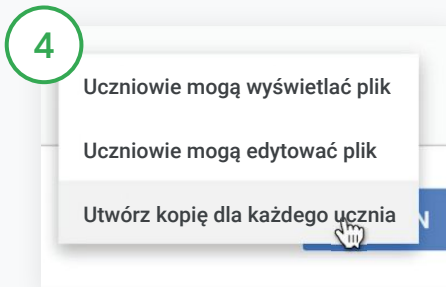 4
Uczniowie mogą wyświetlać plik
Uczniowie mogą edytować plik
Utwórz kopię dla każdego ucznia
N